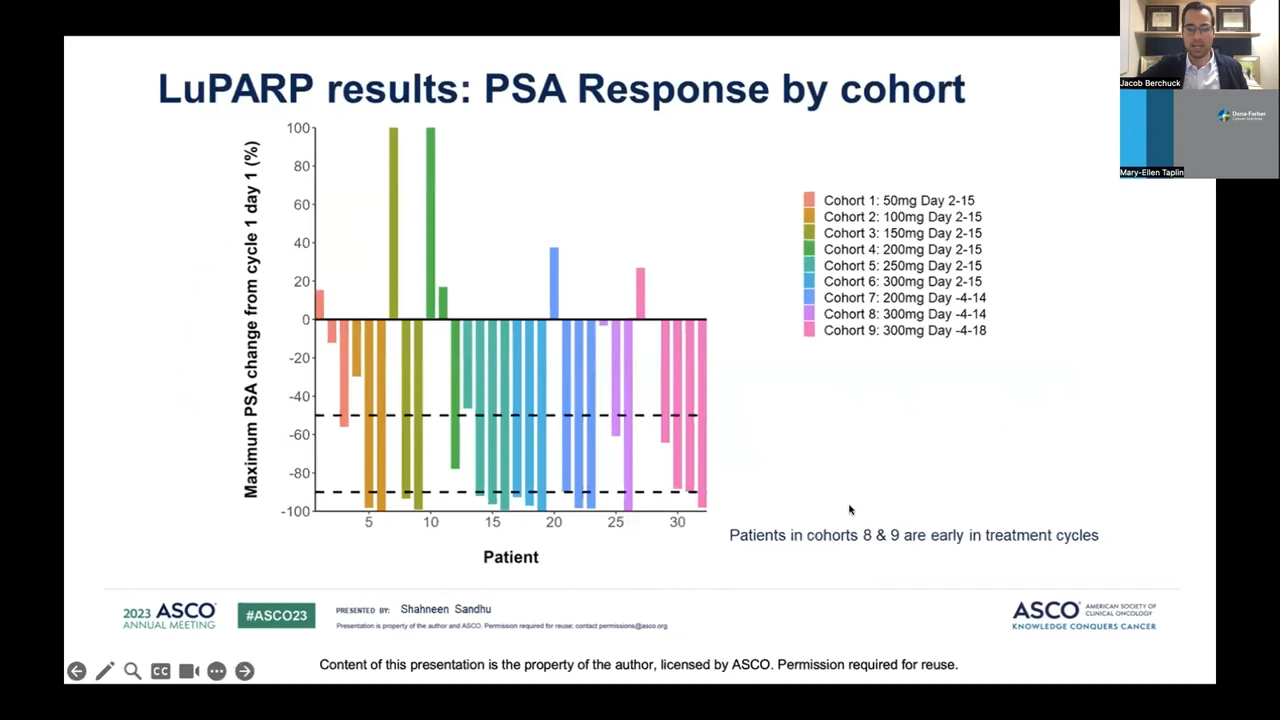 LuPARP results: PSA Response by cohort
Maximum PSA change from cycle 1 day 1 (%)
100
80
60
40
20
0
-20
-40
-60
-80
-100
5
10
15
20
25
30
Patient
Cohort 1: 50mg Day 2-15
Cohort 2: 100mg Day 2-15
Cohort 3: 150mg Day 2-15
Cohort 4: 200mg Day 2-15
Cohort 5: 250mg Day 2-15
Cohort 6: 300mg Day 2-15
Cohort 7: 200mg Day -4-14
Cohort 8: 300mg Day -4-14
Cohort 9: 300mg Day -4-18
Patients in cohorts 8 & 9 are early in treatment cycles
2023 ASCO
ANNUAL MEETING
#ASCO23
PRESENTED BY: Shahneen Sandhu
Presentation is property of the author and ASCO. Permission required for reuse; contact permissions@asco.org.
ASCO AMERICAN SOCIETY OF
CLINICAL ONCOLOGY
KNOWLEDGE CONQUERS CANCER
Content of this presentation is the property of the author, licensed by ASCO. Permission required for reuse.
CC
Jacob Berchuck
Dana-Farber
Cancer Institute
Mary-Ellen Taplin